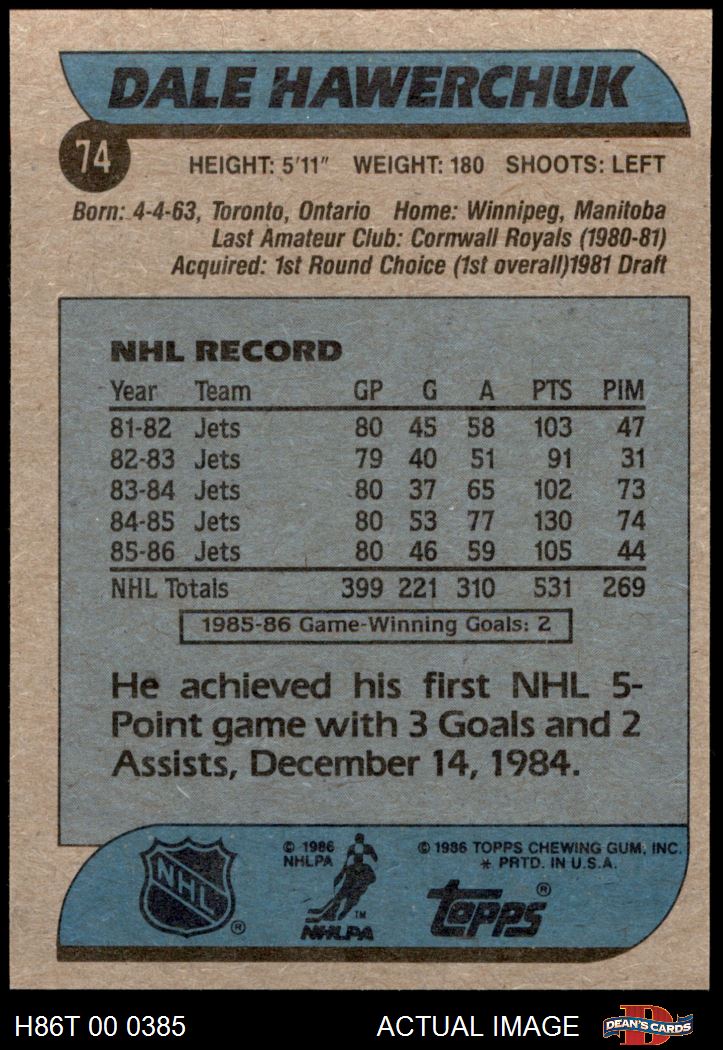 DALE HAWERCHUK
74
HEIGHT: 5'11" WEIGHT: 180 SHOOTS: LEFT
Born: 4-4-63, Toronto, Ontario Home: Winnipeg, Manitoba
Last Amateur Club: Cornwall Royals (1980-81)
Acquired: 1st Round Choice (1st overall)1981 Draft
NHL RECORD
Year Team GP G A PTS PIM
81-82 Jets 80 45 58 103 47
82-83 Jets 79 40 51 91 31
83-84 Jets 80 37 65 102 73
84-85 Jets 80 53 77 130 74
85-86 Jets 80 46 59 105 44
NHL Totals 399 221 310 531 269
1985-86 Game-Winning Goals: 2
He achieved his first NHL 5-
Point game with 3 Goals and 2
Assists, December 14, 1984.
NHL ®
© 1986
NHLPA
TM
NHLPA
© 1986 TOPPS CHEWING GUM, INC.
* PRTD. IN U.S.A.
topps ®
H86T 00 0385 ACTUAL IMAGE
D
DEAN'S CARDS